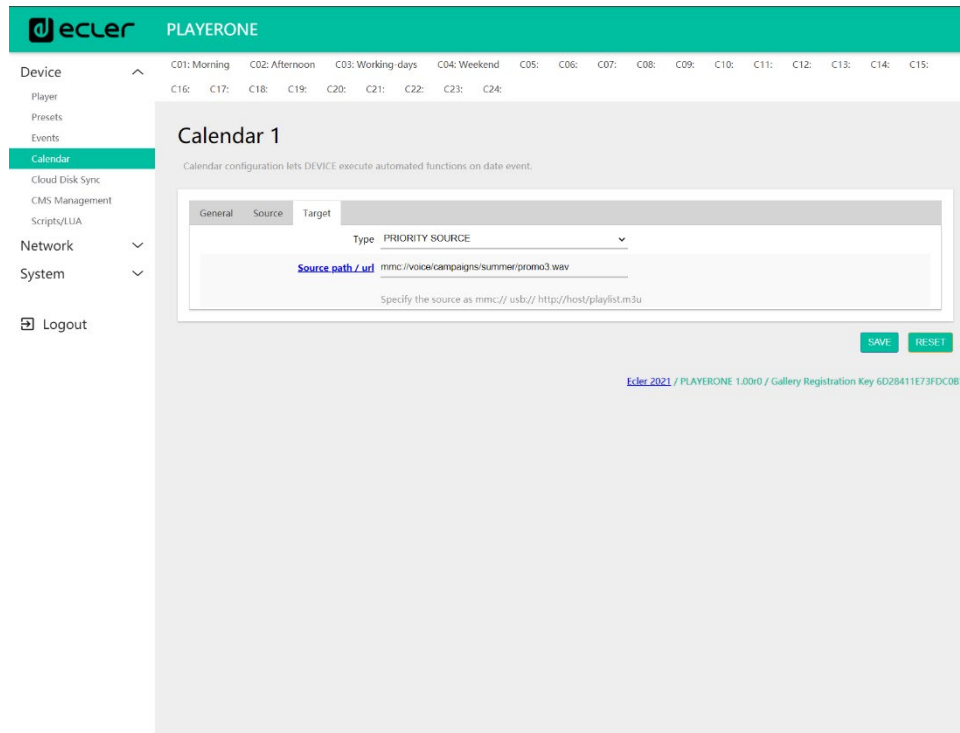 ecler
PLAYERONE
Device
Player
Presets
Events
Calendar
Cloud Disk Sync
CMS Management
Scripts/LUA
Network
System
Logout
C01: Morning C02: Afternoon C03: Working-days C04: Weekend C05: C06: C07: C08: C09: C10: C11: C12: C13: C14: C15:
C16: C17: C18: C19: C20: C21: C22: C23: C24:
Calendar 1
Calendar configuration lets DEVICE execute automated functions on date event.
General Source Target
Type PRIORITY SOURCE
Source path / url mmc://voice/campaigns/summer/promo3.wav
Specify the source as mmc:// usb:// http://host/playlist.m3u
SAVE RESET
Ecler 2021 / PLAYERONE 1.00r0 / Gallery Registration Key 6D28411E73FDC0B